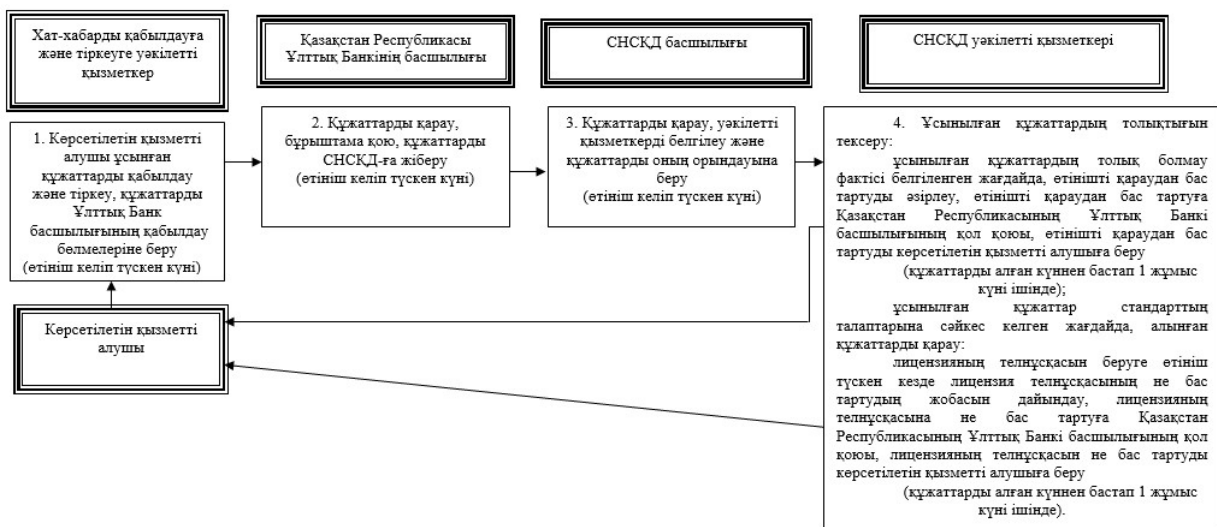 Хат-хабарды қабылдауға
және тіркеуге уәкілетті
қызметкер
Қазақстан Республикасы
Ұлттық Банкінің басшылығы
СНСҚД басшылығы
СНСҚД уәкілетті қызметкері
1. Көрсетілетін қызметті
алушы ұсынған
құжаттарды қабылдау
және тіркеу, құжаттарды
Ұлттық Банк
басшылығының қабылдау
бөлмелеріне беру
(өтініш келіп түскен күні)
2. Құжаттарды қарау,
бұрыштама қою, құжаттарды
СНСҚД-ға жіберу
(өтініш келіп түскен күні)
3. Құжаттарды қарау, уәкілетті
қызметкерді белгілеу және
құжаттарды оның орындауына
беру
(өтініш келіп түскен күні)
4. Ұсынылған құжаттардың толықтығын
тексеру:
ұсынылған құжаттардың толық болмау
фактісі белгіленген жағдайда, өтінішті қараудан бас
тартуды әзірлеу, өтінішті қараудан бас тартуға
Қазақстан Республикасының Ұлттық Банкі
басшылығының қол қоюы, өтінішті қараудан бас
тартуды көрсетілетін қызметті алушыға беру
(құжаттарды алған күннен бастап 1 жұмыс
күні ішінде);
ұсынылған құжаттар стандарттың
талаптарына сәйкес келген жағдайда, алынған
құжаттарды қарау:
лицензияның телнұсқасын беруге өтініш
түскен кезде лицензия телнұсқасының не бас
тартудың жобасын дайындау, лицензияның
телнұсқасына не бас тартуға Қазақстан
Республикасының Ұлттық Банкі басшылығының қол
қоюы, лицензияның телнұсқасын не бас тартуды
көрсетілетін қызметті алушыға беру
(құжаттарды алған күннен бастап 1 жұмыс
күні ішінде).
Көрсетілетін қызметті
алушы